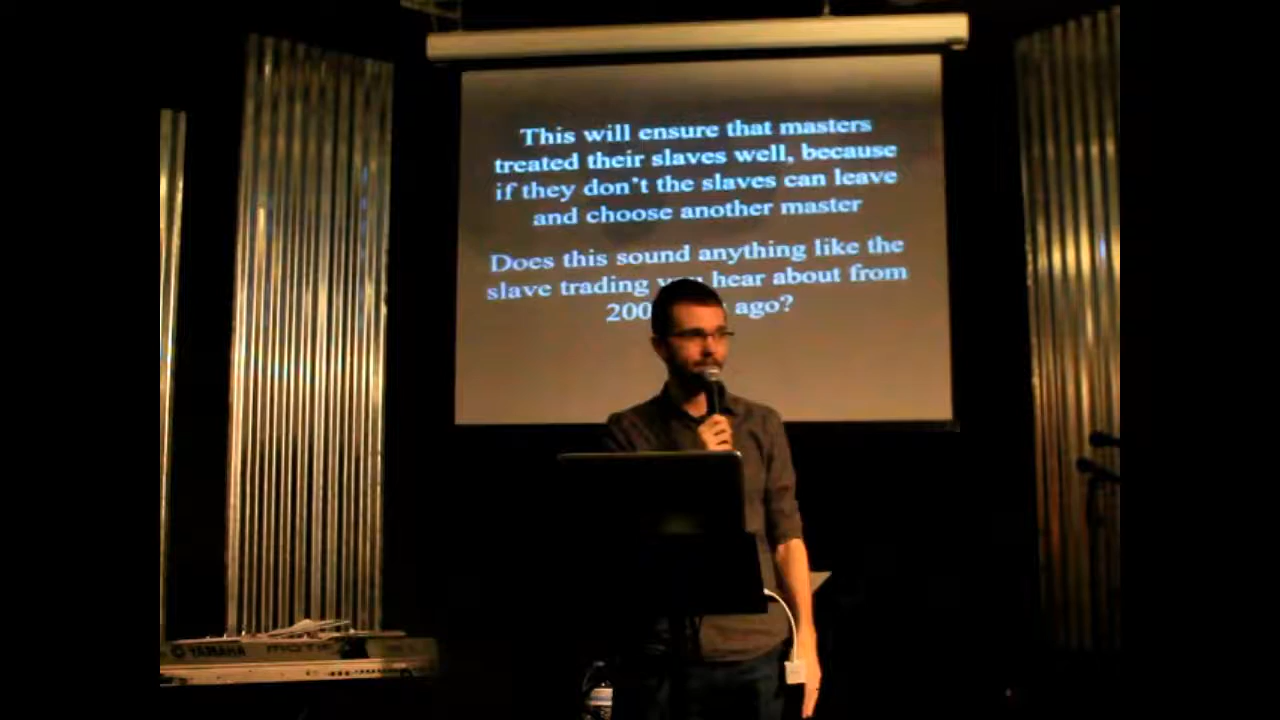 This will ensure that masters
treated their slaves well, because
if they don't the slaves can leave
and choose another master
Does this sound anything like the
slave trading hear about from
200 ago?
YAMAHA